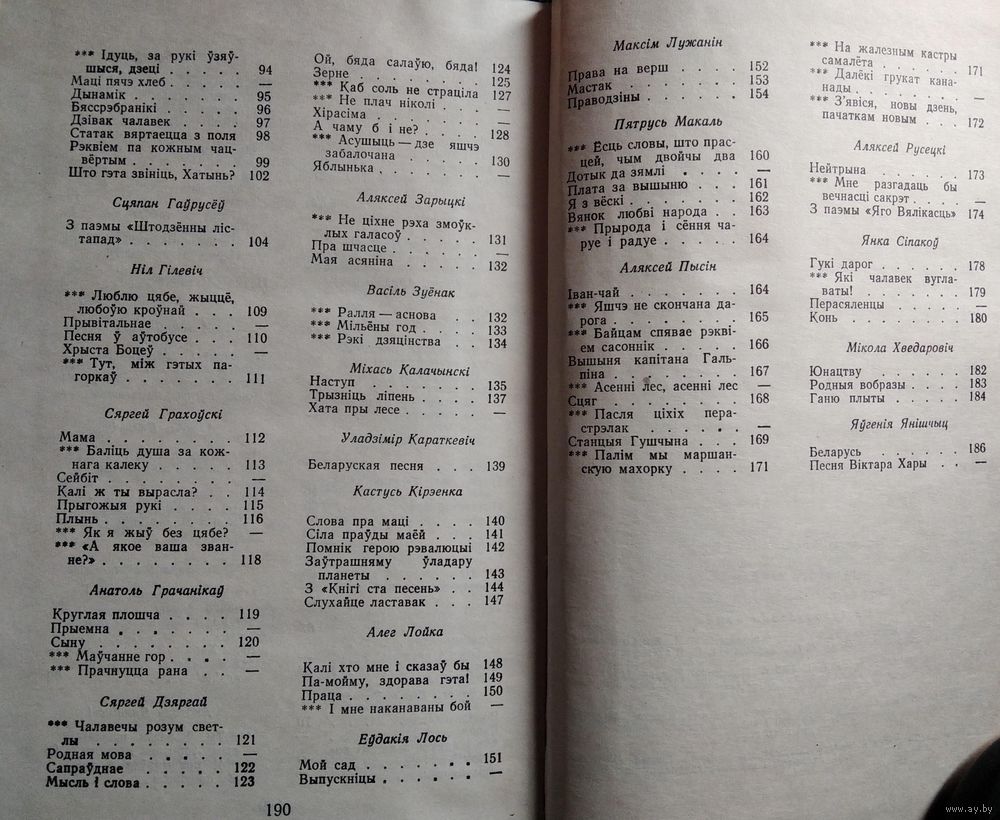 *** Ідуць, за рукі ўзяў-
шыся, дзеці . . . . . 94
Маці пячэ хлеб . . . . . —
Дынамік . . . . . . . 95
Бяссрэбранікі . . . . . 96
Дзівак чалавек . . . . . 97
Статак вяртаецца з поля 98
Рэквіем па кожным чац-
вёртым . . . . . . . 99
Што гэта звініць, Хатынь? 102
Сцяпан Гаўрусёў
З паэмы «Штодзённы ліс-
тапад» . . . . . . . 104
Ніл Гілевіч
*** Люблю цябе, жыццё,
любоўю кроўнай . . . 109
Прывітальнае . . . . . —
Песня ў аўтобусе . . . 110
Хрыста Боцеў . . . . . —
*** Тут, між гэтых па-
горкаў . . . . . . . 111
Сяргей Грахоўскі
Мама . . . . . . . . 112
*** Баліць душа за кож-
нага калеку . . . . . 113
Сейбіт . . . . . . . . —
Калі ж ты вырасла? . . 114
Прыгожыя рукі . . . . 115
Плынь . . . . . . . . 116
*** Як я жыў без цябе? —
*** «А якое ваша зван-
не?» . . . . . . . . 118
Анатоль Грачанікаў
Круглая плошча . . . . 119
Прыемна . . . . . . . —
Сыну . . . . . . . . 120
*** Маўчанне гор . . . . —
*** Прачнуцца рана . . —
Сяргей Дзяргай
*** Чалавечы розум свет-
лы . . . . . . . . 121
Родная мова . . . . . —
Сапраўднае . . . . . 122
Мысль і слова . . . . . 123
190
Ой, бяда салаўю, бяда! 124
Зерне . . . . . . . . 125
*** Каб соль не страціла 127
*** Не плач ніколі . . . —
Хірасіма . . . . . . . —
А чаму б і не? . . . . 128
*** Асушыць — дзе яшчэ
забалочана . . . . . 130
Яблынька . . . . . . . —
Аляксей Зарыцкі
*** Не ціхне рэха змоўк-
лых галасоў . . . . . 131
Пра шчасце . . . . . . —
Мая асяніна . . . . . 132
Васіль Зуёнак
*** Ралля — аснова . . . 132
*** Мільёны год . . . . 133
*** Рэкі дзяцінства . . . 134
Міхась Калачынскі
Наступ . . . . . . . 135
Трызніць ліпень . . . . 137
Хата пры лесе . . . . . —
Уладзімір Караткевіч
Беларуская песня . . . 139
Кастусь Кірэенка
Слова пра маці . . . . 140
Сіла праўды маёй . . . 141
Помнік герою рэвалюцыі 142
Заўтрашняму ўладару
планеты . . . . . . 143
З «Кнігі ста песень» . . 144
Слухайце ластавак . . . 147
Алег Лойка
Калі хто мне і сказаў бы 148
Па-мойму, здорава гэта! 149
Праца . . . . . . . . 150
*** І мне наканаваны бой —
Еўдакія Лось
Мой сад . . . . . . . 151
Выпускніцы . . . . . . —
Максім Лужанін
Права на верш . . . . 152
Мастак . . . . . . . 153
Праводзіны . . . . . . 154
Пятрусь Макаль
*** Ёсць словы, што прас-
цей, чым двойчы два 160
Дотык да зямлі . . . . —
Плата за вышыню . . . 161
Я з вёскі . . . . . . . 162
Вянок любві народа . . 163
*** Прырода і сёння ча-
руе і радуе . . . . . 164
Аляксей Пысін
Іван-чай . . . . . . . 164
*** Яшчэ не скончана да-
рога . . . . . . . . 165
*** Байцам спявае рэкві-
ем сасоннік . . . . . 166
Вышыня капітана Галь-
піна . . . . . . . . 167
*** Асенні лес, асенні лес —
Сцяг . . . . . . . . 168
*** Пасля ціхіх пера-
стрэлак . . . . . . —
Станцыя Гушчына . . . 169
*** Палім мы маршан-
скую махорку . . . . 171
*** На жалезным кастры
самалёта . . . . . . 171
*** Далёкі грукат кана-
нады . . . . . . . . —
*** З'явіся, новы дзень,
пачаткам новым . . . 172
Аляксей Русецкі
Нейтрына . . . . . . 173
*** Мне разгадаць бы
вечнасці сакрэт . . . . —
З паэмы «Яго Вялікасць» 174
Янка Сіпакоў
Гукі дарог . . . . . . 178
*** Які чалавек вугла-
ваты! . . . . . . . 179
Перасяленцы . . . . . —
Конь . . . . . . . . 180
Мікола Хведаровіч
Юнацтву . . . . . . . 182
Родныя вобразы . . . . 183
Ганю плыты . . . . . 184
Яўгенія Янішчыц
Беларусь . . . . . . . 186
Песня Віктара Хары . . —
www.ay.by